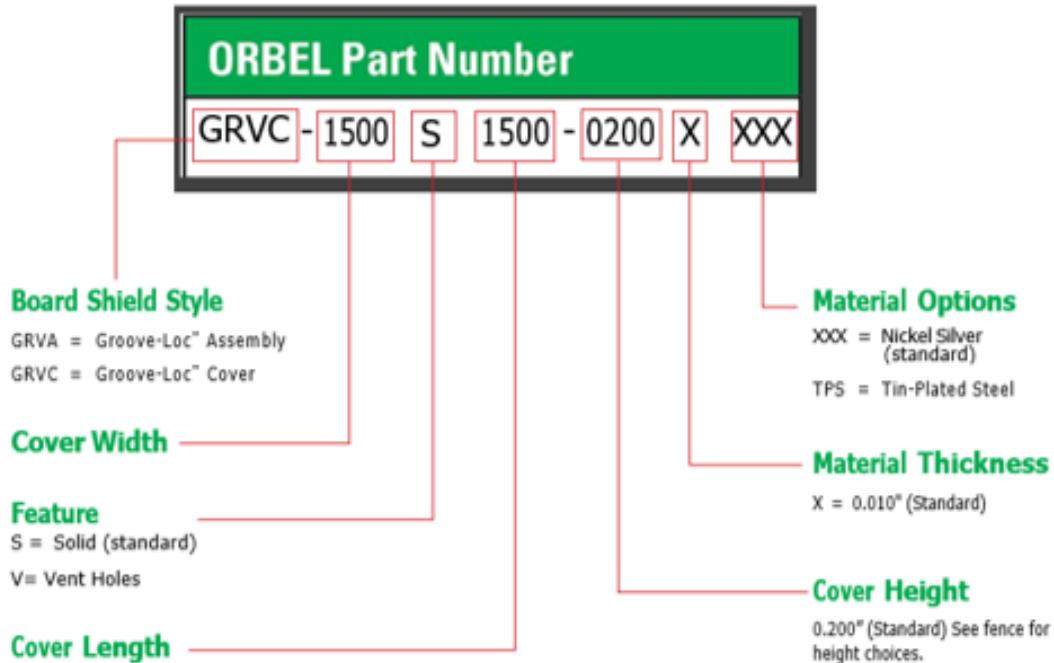 ORBEL Part Number
GRVC - 1500 S 1500 - 0200 X XXX
Board Shield Style
GRVA = Groove-Loc™ Assembly
GRVC = Groove-Loc™ Cover
Cover Width
Feature
S = Solid (standard)
V= Vent Holes
Cover Length
Material Options
XXX = Nickel Silver
(standard)
TPS = Tin-Plated Steel
Material Thickness
X = 0.010" (Standard)
Cover Height
0.200" (Standard) See fence for
height choices.